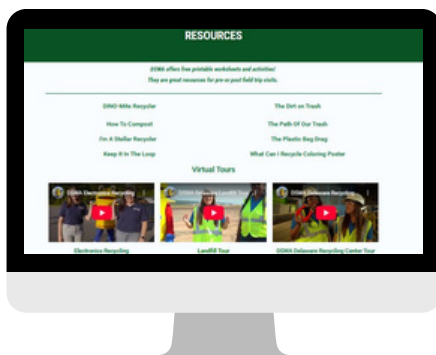 RESOURCES
DSWA offers free printable worksheets and activities!
They are great resources for pre or post field trip visits.
DINO-Mite Recycler
The Dirt on Trash
How To Compost
The Path Of Our Trash
I'm A Stellar Recycler
The Plastic Bag Drag
Keep It In The Loop
What Can I Recycle Coloring Poster
Virtual Tours
DSWA Electronics Recycling
DSWA Delaware Landfill Tour
DSWA Delaware Recycling
Electronics Recycling
Landfill Tour
DSWA Delaware Recycling Center Tour